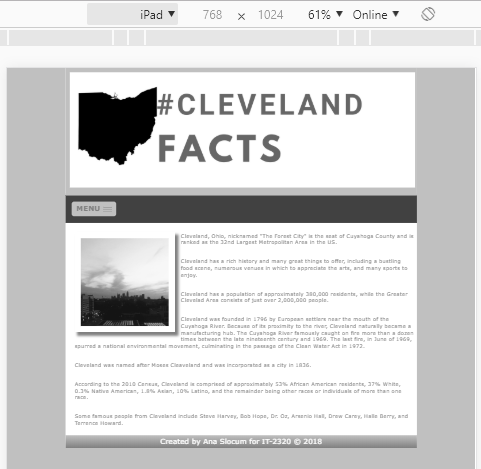 iPad ▼ 768 × 1024 61% ▼ Online ▼
#CLEVELAND
FACTS
MENU
Cleveland, Ohio, nicknamed "The Forest City" is the seat of Cuyahoga County and is
ranked as the 32nd Largest Metropolitan Area in the US.
Cleveland has a rich history and many great things to offer, including a bustling
food scene, numerous venues in which to appreciate the arts, and many sports to
enjoy.
Cleveland has a population of approximately 380,000 residents, while the Greater
Cleveland Area consists of just over 2,000,000 people.
Cleveland was founded in 1796 by European settlers near the mouth of the
Cuyahoga River. Because of its proximity to the river, Cleveland naturally became a
manufacturing hub. The Cuyahoga River famously caught on fire more than a dozen
times between the late nineteenth century and 1969. The last fire, in June of 1969,
spurred a national environmental movement, culminating in the passage of the Clean Water Act in 1972.
Cleveland was named after Moses Cleaveland and was incorporated as a city in 1836.
According to the 2010 Census, Cleveland is comprised of approximately 53% African American residents, 37% White,
0.3% Native American, 1.8% Asian, 10% Latino, and the remainder being other races or individuals of more than one
race.
Some famous people from Cleveland include Steve Harvey, Bob Hope, Dr. Oz, Arsenio Hall, Drew Carey, Halle Berry, and
Terrence Howard.
Created by Ana Slocum for IT-2320 © 2018